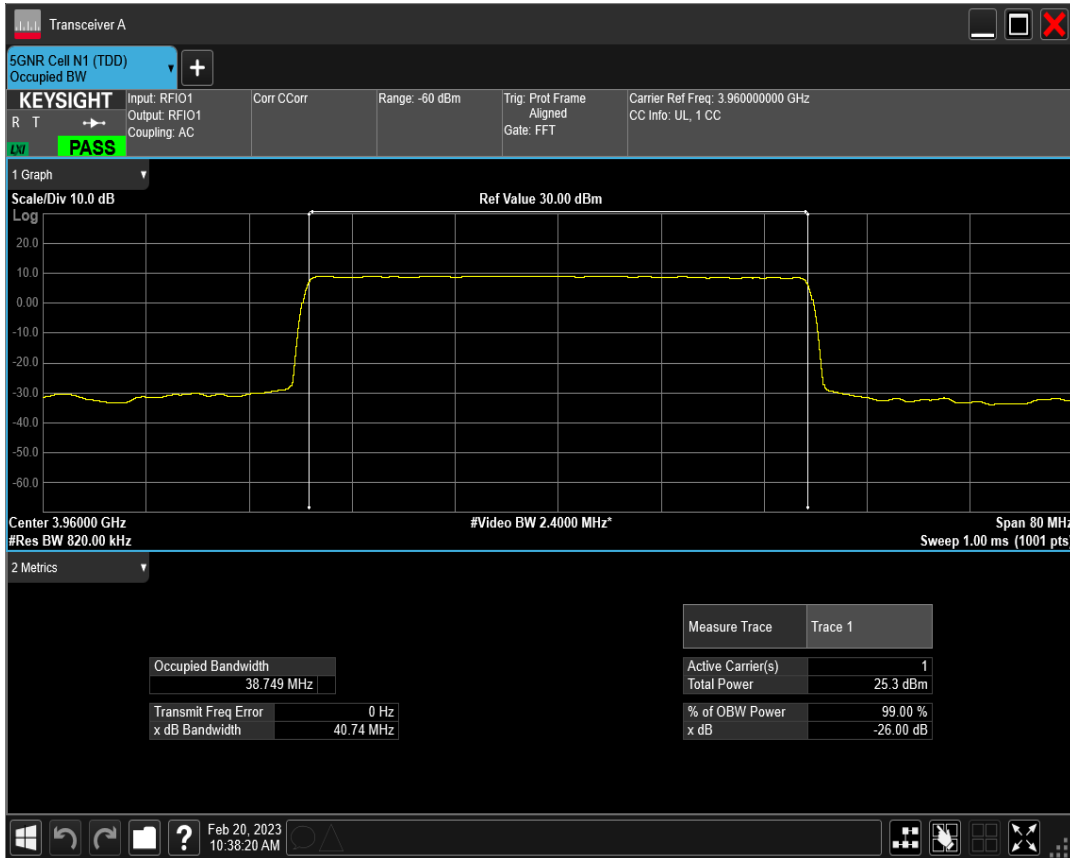 Transceiver A
5GNR Cell N1 (TDD)
Occupied BW
+
KEYSIGHT
R T
LXI
PASS
Input: RFIO1
Output: RFIO1
Coupling: AC
Corr CCorr
Range: -60 dBm
Trig: Prot Frame
Aligned
Gate: FFT
Carrier Ref Freq: 3.960000000 GHz
CC Info: UL, 1 CC
1 Graph
Scale/Div 10.0 dB
Ref Value 30.00 dBm
Log
20.0
10.0
0.00
-10.0
-20.0
-30.0
-40.0
-50.0
-60.0
Center 3.96000 GHz
#Video BW 2.4000 MHz*
Span 80 MHz
#Res BW 820.00 kHz
Sweep 1.00 ms (1001 pts)
2 Metrics
Measure Trace Trace 1
Occupied Bandwidth
38.749 MHz
Active Carrier(s) 1
Total Power 25.3 dBm
Transmit Freq Error 0 Hz
x dB Bandwidth 40.74 MHz
% of OBW Power 99.00 %
x dB -26.00 dB
?
Feb 20, 2023
10:38:20 AM